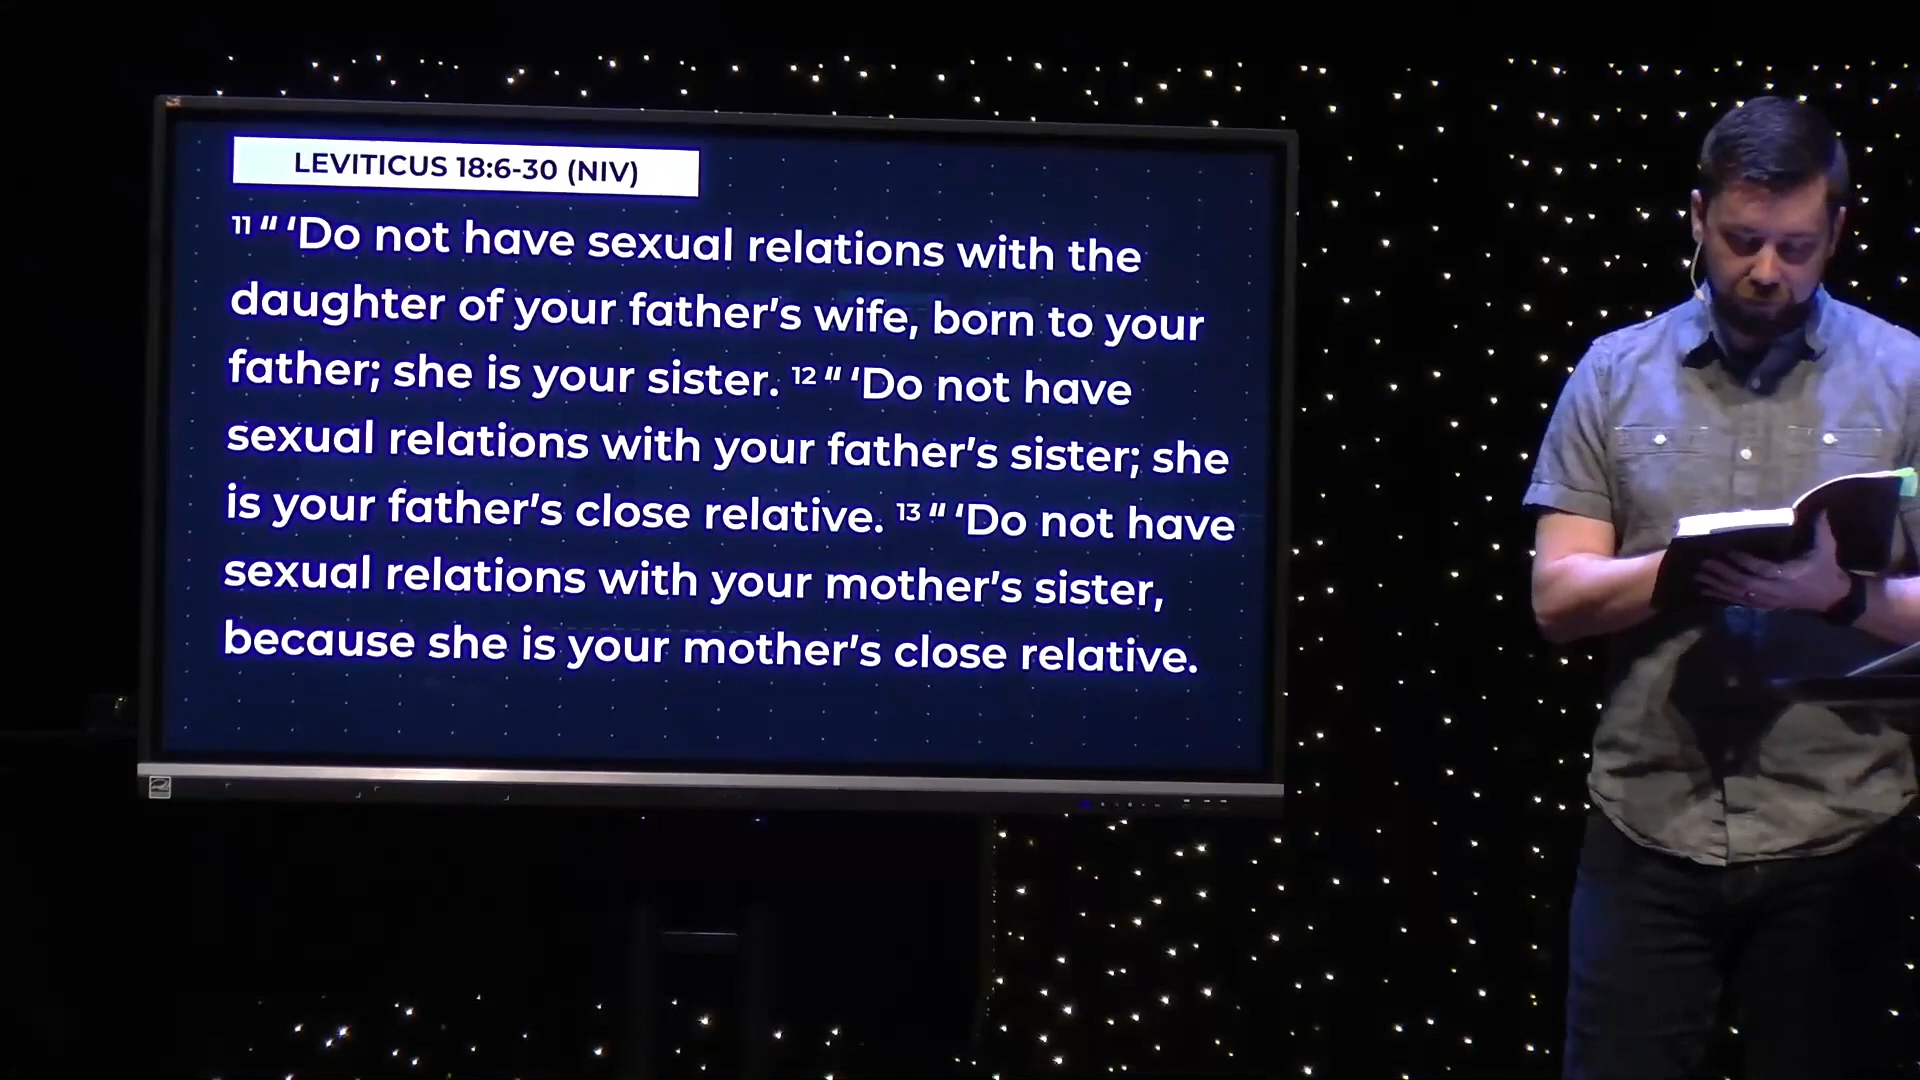 LEVITICUS 18:6-30 (NIV)
11 “ ‘Do not have sexual relations with the
daughter of your father’s wife, born to your
father; she is your sister. 12 “ ‘Do not have
sexual relations with your father’s sister; she
is your father’s close relative. 13 “ ‘Do not have
sexual relations with your mother’s sister,
because she is your mother’s close relative.